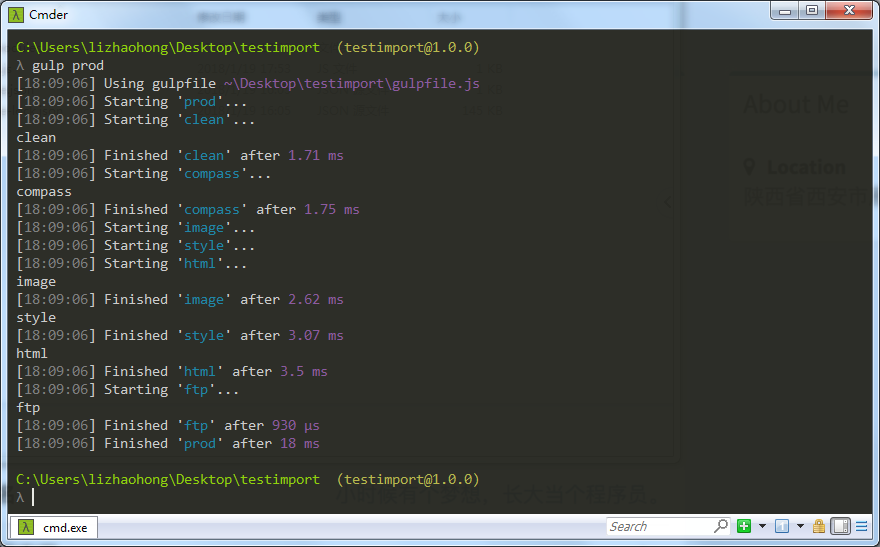 Cmder
C:\Users\lizhaohong\Desktop\testimport (testimport@1.0.0)
λ gulp prod
[18:09:06] Using gulpfile ~\Desktop\testimport\gulpfile.js
[18:09:06] Starting 'prod'...
[18:09:06] Starting 'clean'...
clean
[18:09:06] Finished 'clean' after 1.71 ms
[18:09:06] Starting 'compass'...
compass
[18:09:06] Finished 'compass' after 1.75 ms
[18:09:06] Starting 'image'...
[18:09:06] Starting 'style'...
[18:09:06] Starting 'html'...
image
[18:09:06] Finished 'image' after 2.62 ms
style
[18:09:06] Finished 'style' after 3.07 ms
html
[18:09:06] Finished 'html' after 3.5 ms
[18:09:06] Starting 'ftp'...
ftp
[18:09:06] Finished 'ftp' after 930 μs
[18:09:06] Finished 'prod' after 18 ms
C:\Users\lizhaohong\Desktop\testimport (testimport@1.0.0)
λ
About Me
Location
λ cmd.exe
Search